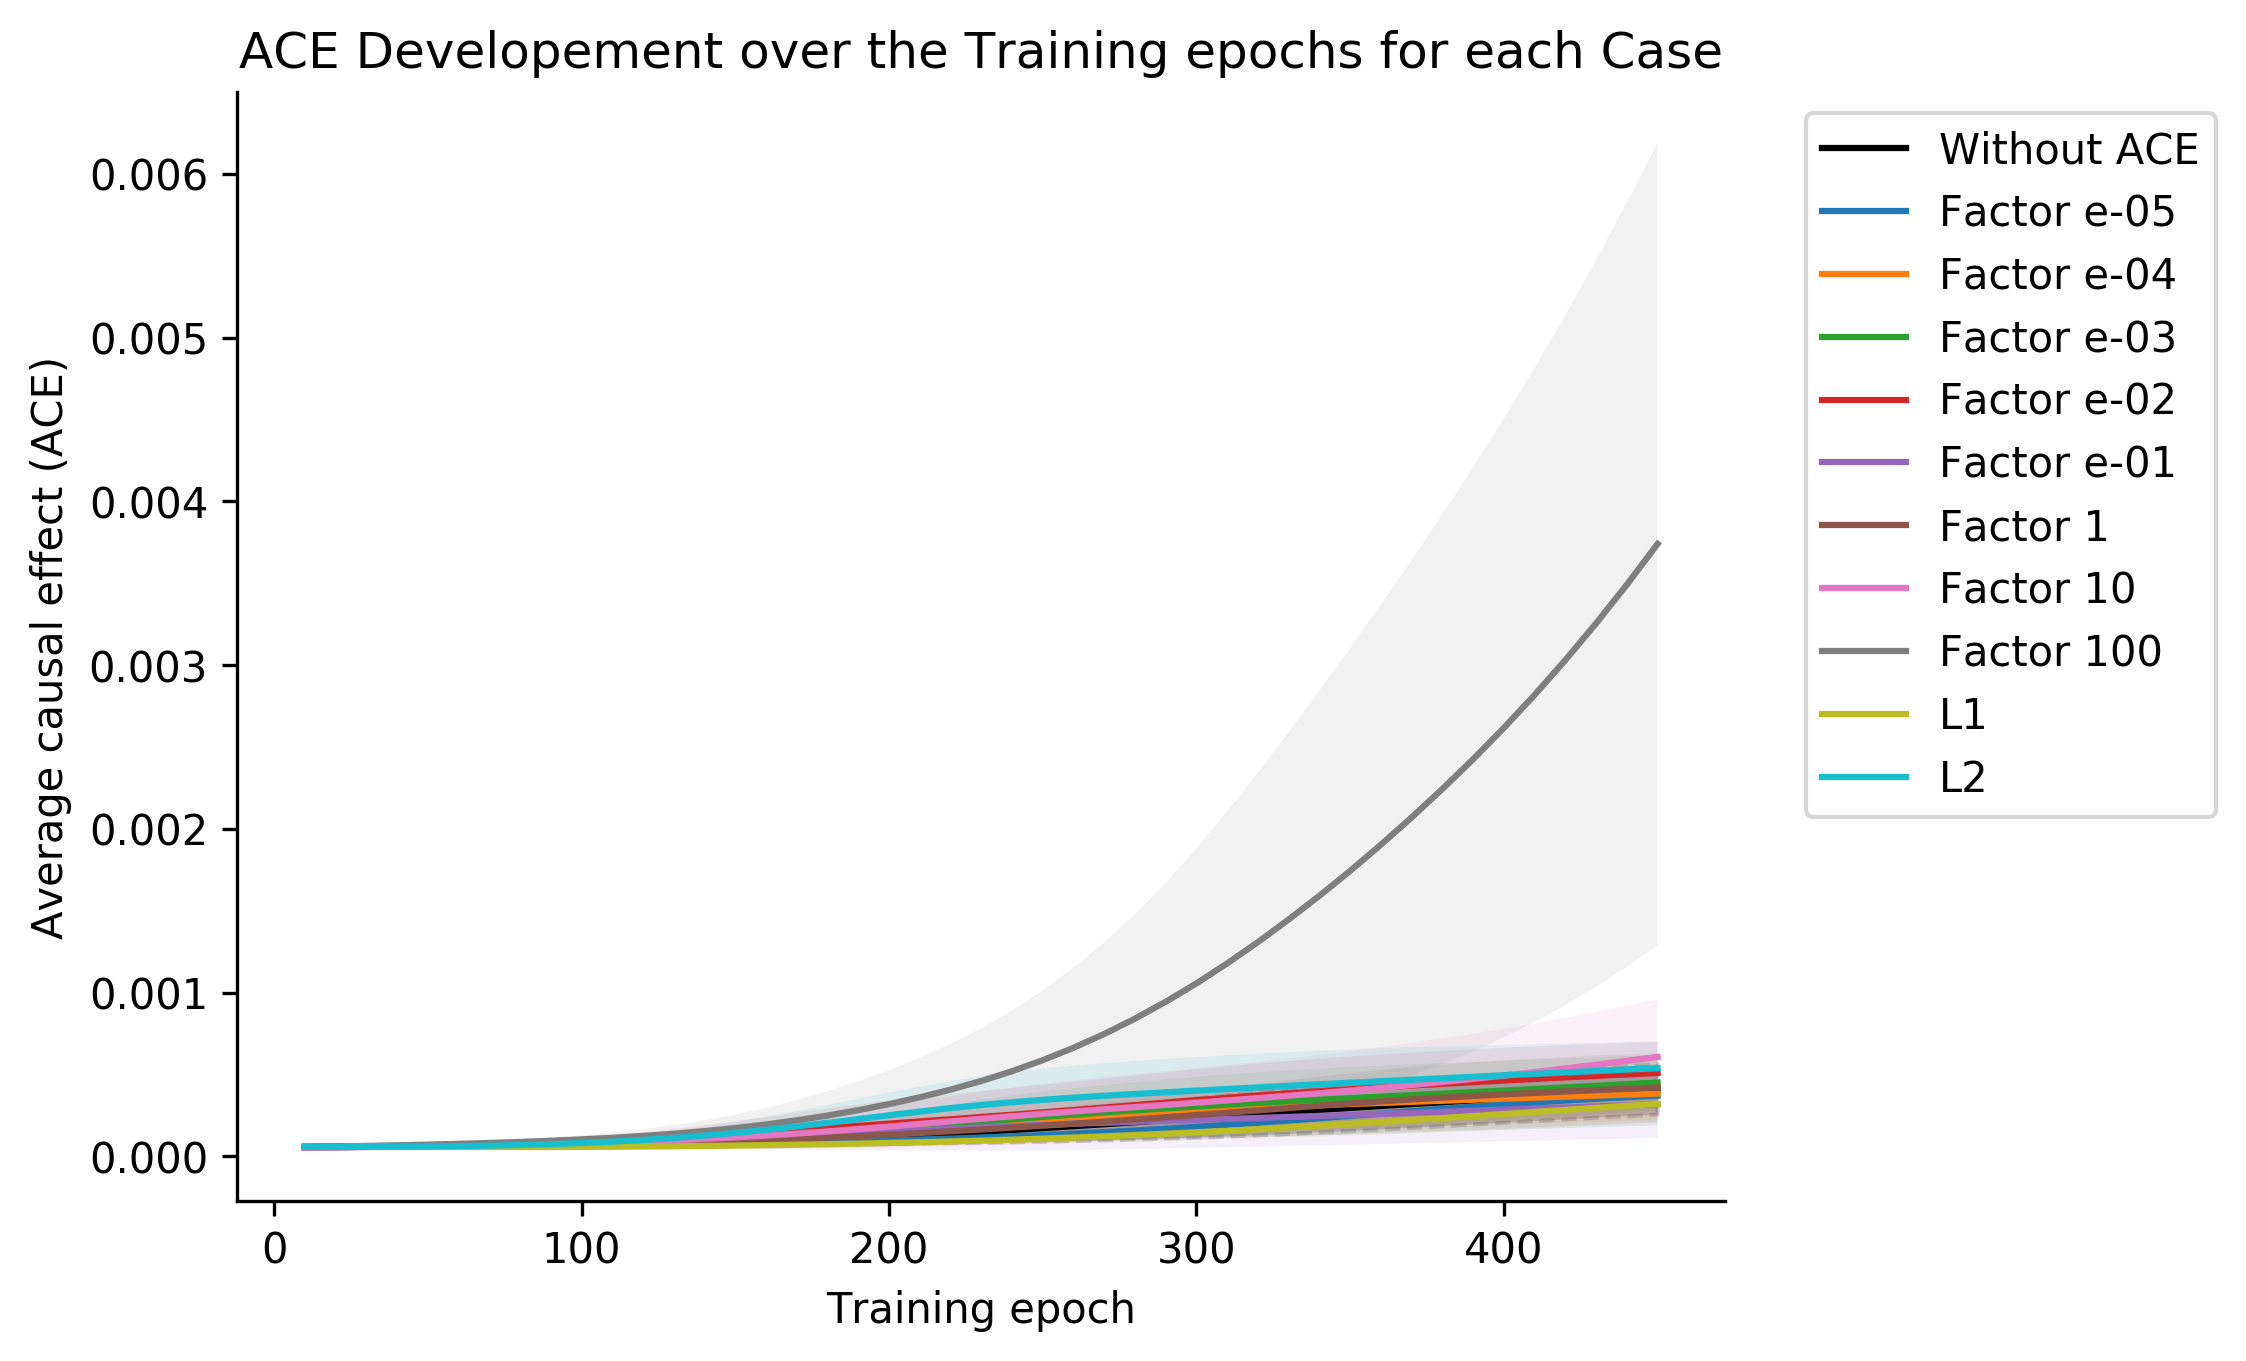 ACE Developement over the Training epochs for each Case
Average causal effect (ACE)
0.006
0.005
0.004
0.003
0.002
0.001
0.000
0 100 200 300 400
Training epoch
Without ACE
Factor e-05
Factor e-04
Factor e-03
Factor e-02
Factor e-01
Factor 1
Factor 10
Factor 100
L1
L2